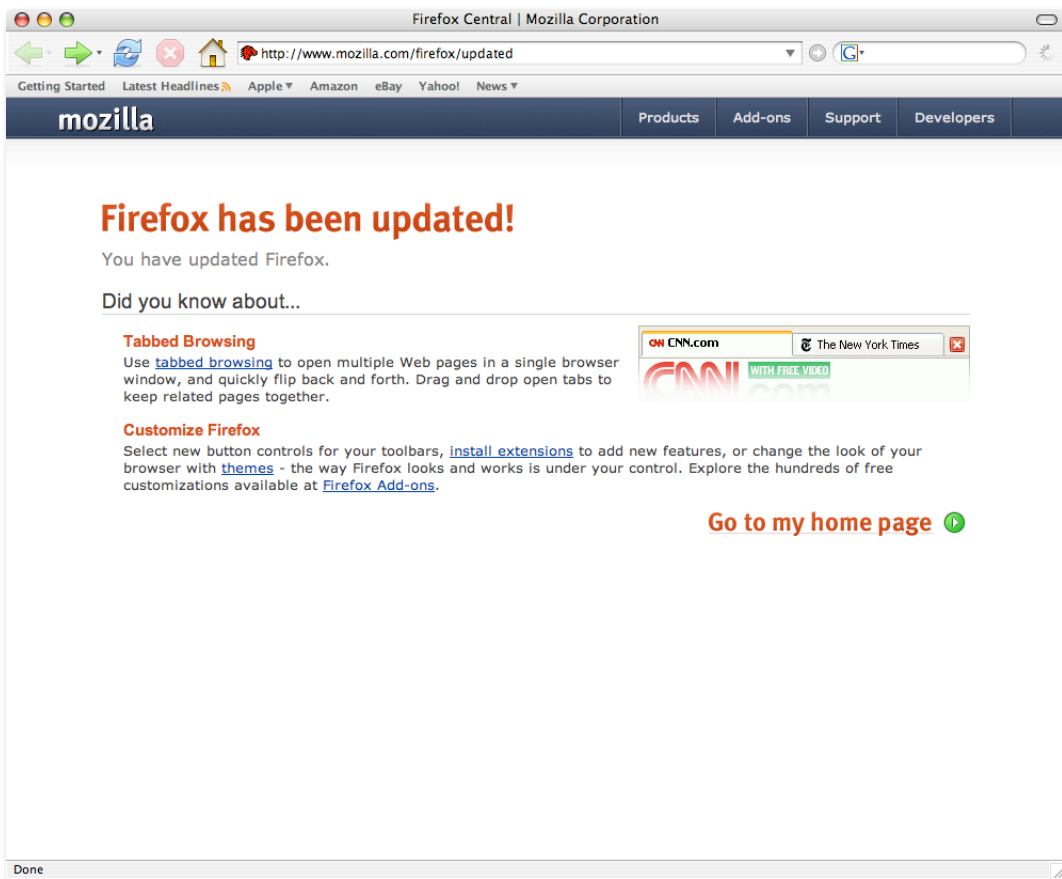 Firefox Central | Mozilla Corporation
http://www.mozilla.com/firefox/updated
G
Getting Started Latest Headlines Apple Amazon eBay Yahoo! News
mozilla
Products Add-ons Support Developers
Firefox has been updated!
You have updated Firefox.
Did you know about...
Tabbed Browsing
Use tabbed browsing to open multiple Web pages in a single browser
window, and quickly flip back and forth. Drag and drop open tabs to
keep related pages together.
CNN CNN.com The New York Times
CNN WITH FREE VIDEO
com
Customize Firefox
Select new button controls for your toolbars, install extensions to add new features, or change the look of your
browser with themes - the way Firefox looks and works is under your control. Explore the hundreds of free
customizations available at Firefox Add-ons.
Go to my home page
Done